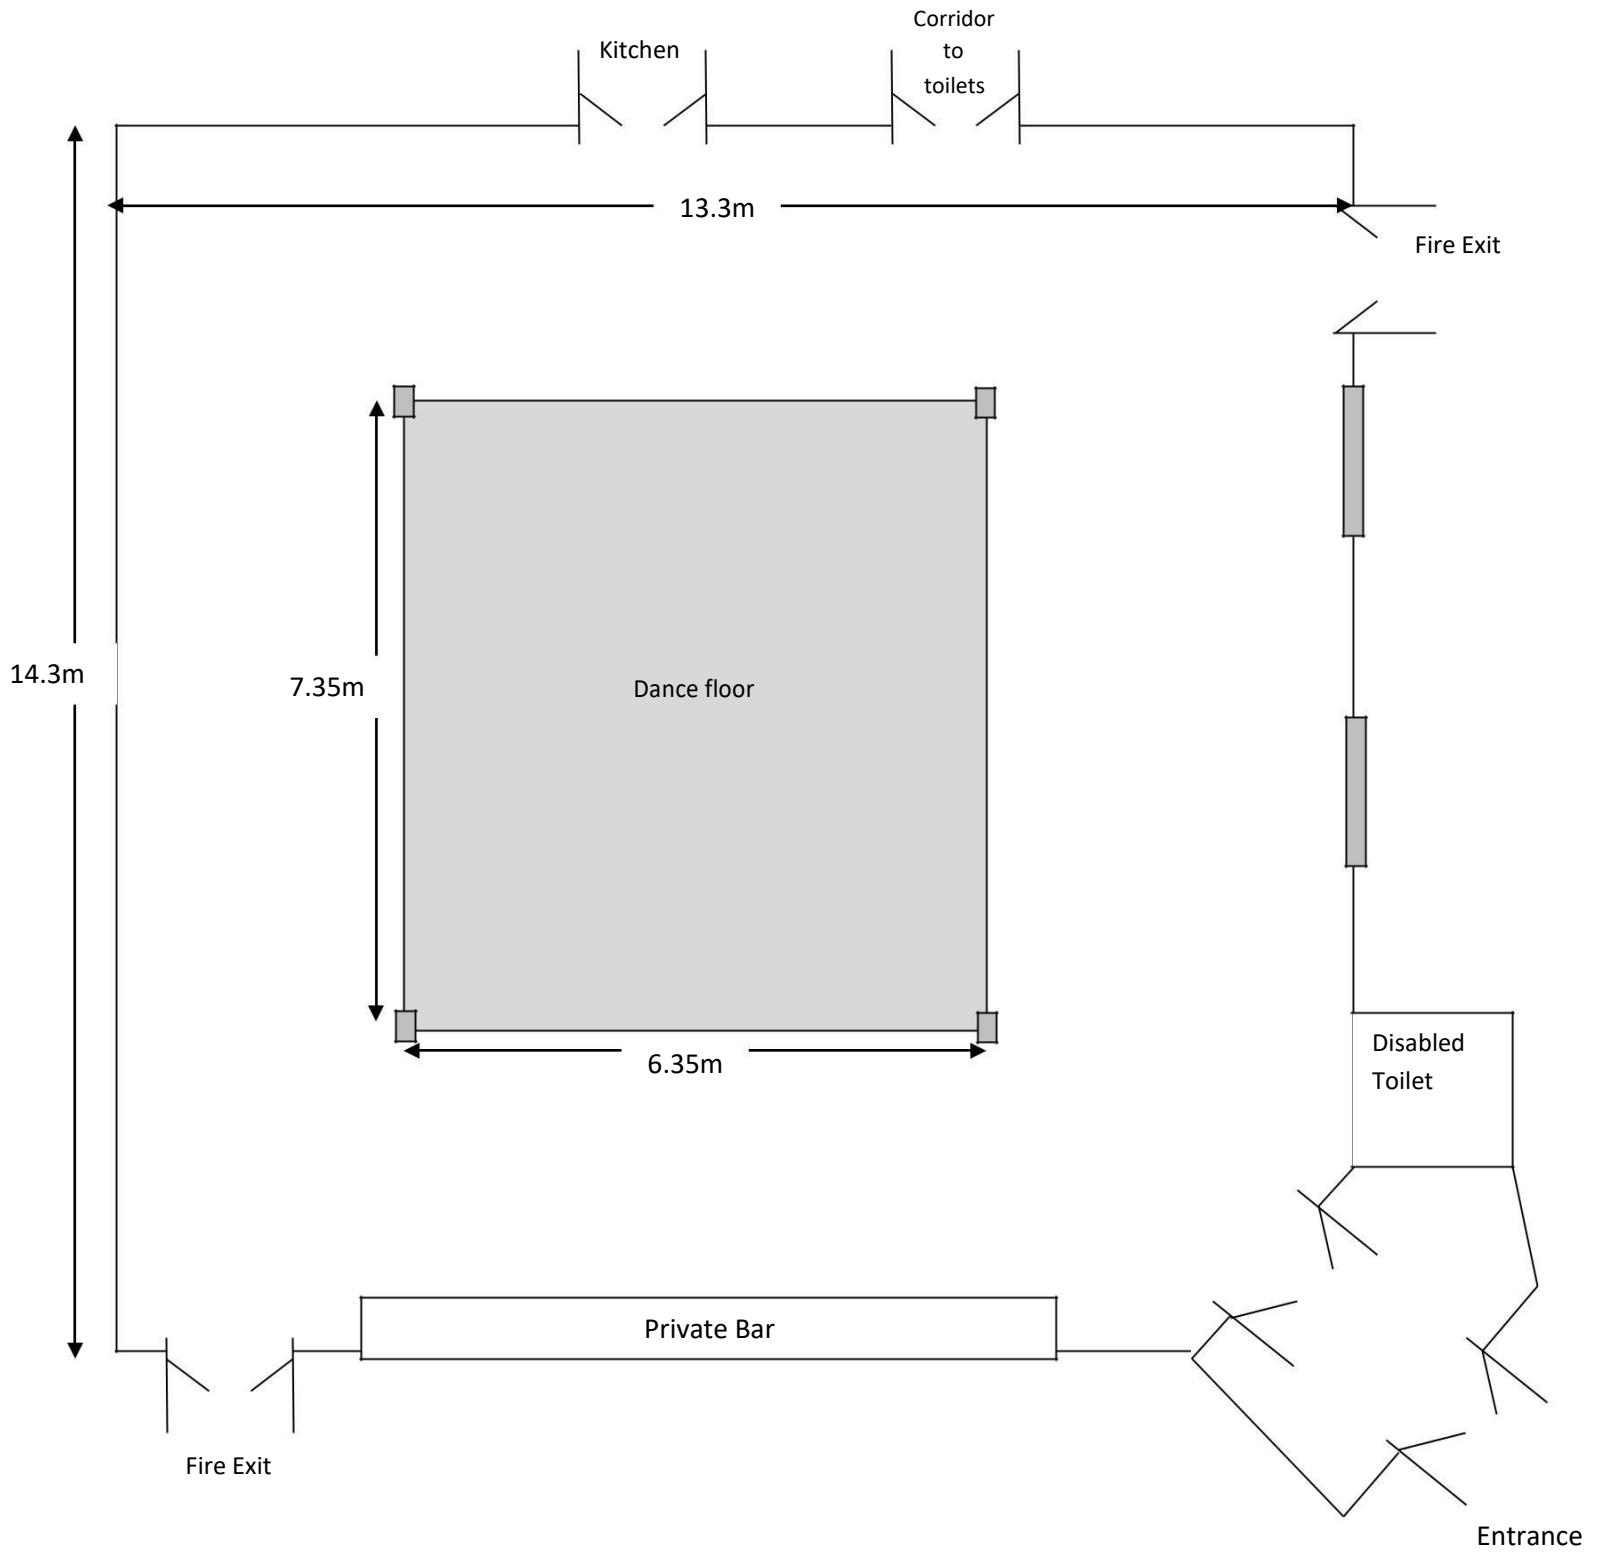 Corridor
to
toilets
Kitchen
13.3m
Fire Exit
14.3m
7.35m
Dance floor
6.35m
Disabled
Toilet
Private Bar
Fire Exit
Entrance